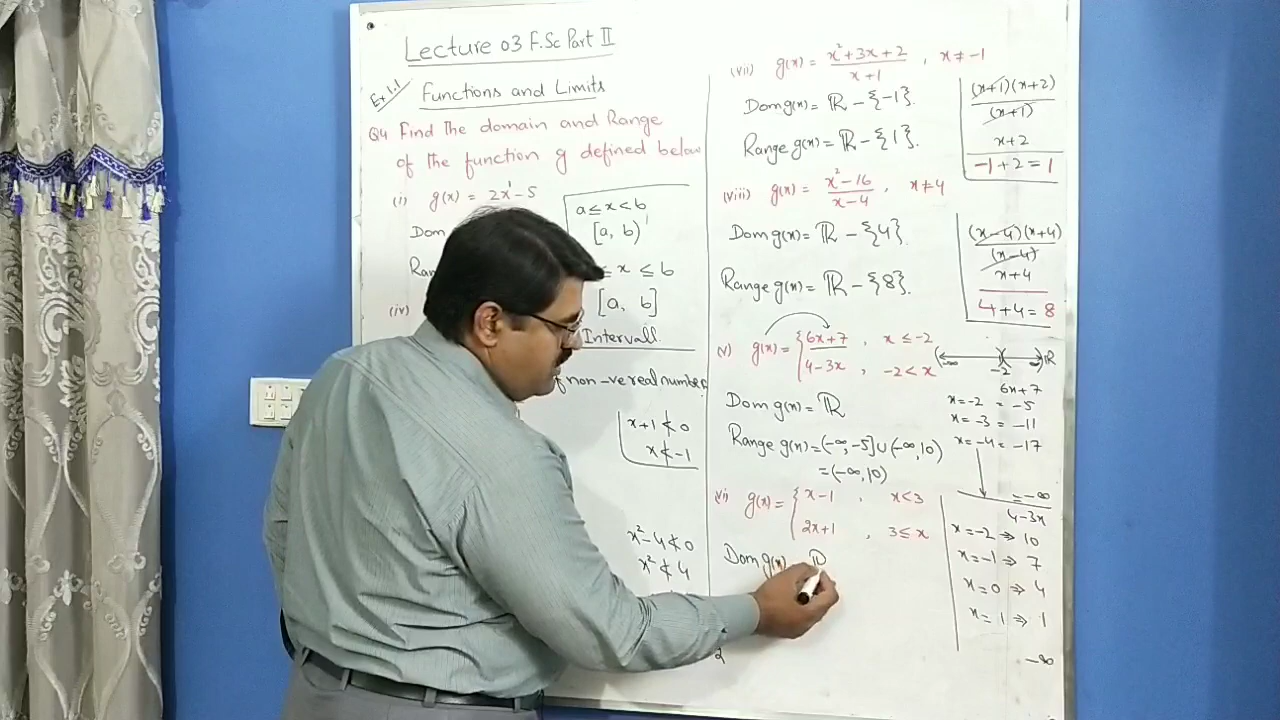 Lecture 03 F.Sc Part II
Ex.1.1 Functions and Limits
Q4 Find the domain and Range
of the function g defined below
(i) g(x) = 2x¹-5
Dom
Ran
(iv)
a≤x<b
[a, b)
≤ x ≤ b
[a, b]
Intervall
of non-ve real number
x+1 ≮ 0
x ≮ -1
x²-4 ≮ 0
x² ≮ 4
2
(vii) g(x) = x²+3x+2 / x+1 , x ≠ -1
Dom g(x) = ℝ - {-1}.
Range g(x) = ℝ - {1}.
(x+1)(x+2)
(x+1)
x+2
-1+2 = 1
(viii) g(x) = x²-16 / x-4 , x ≠ 4
Dom g(x) = ℝ - {4}.
Range g(x) = ℝ - {8}.
(x-4)(x+4)
(x-4)
x+4
4+4 = 8
(v) g(x) = { 6x+7 , x ≤ -2
4-3x , -2 < x
Dom g(x) = ℝ
Range g(x) = (-∞, -5] ∪ (-∞, 10)
= (-∞, 10)
-∞ -2 ∞ ℝ
6x+7
x=-2 = -5
x=-3 = -11
x=-4 = -17
= -∞
(vi) g(x) = { x-1 , x<3
2x+1 , 3≤x
Dom g(x)
4-3x
x=-2 ⇒ 10
x=-1 ⇒ 7
x=0 ⇒ 4
x=1 ⇒ 1
-∞